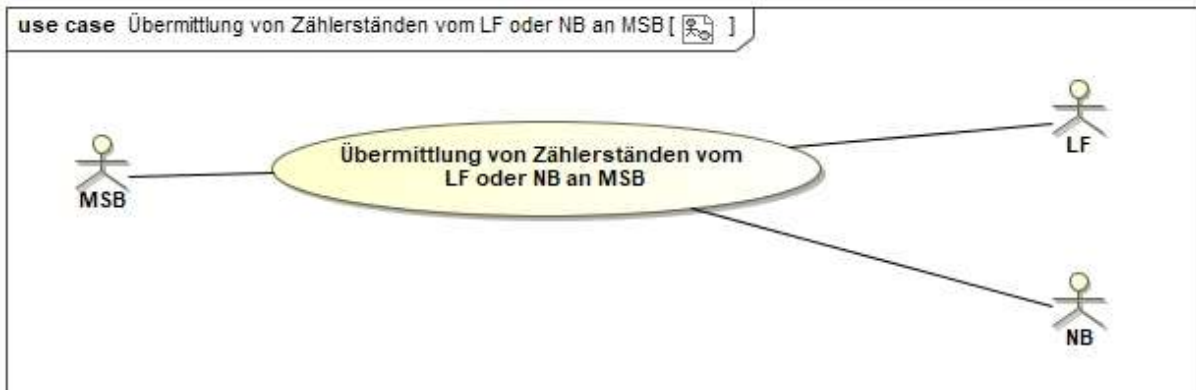 use case Übermittlung von Zählerständen vom LF oder NB an MSB [ ]
LF
Übermittlung von Zählerständen vom
LF oder NB an MSB
MSB
NB